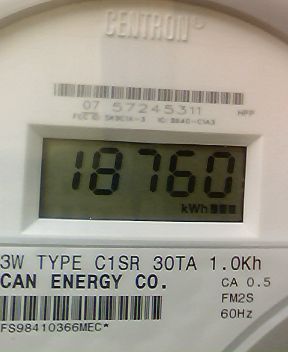 CENTRON
07 57245311 HPP
18760
kWh
3W TYPE C1SR 30TA 1.0Kh
CAN ENERGY CO. CA 0.5
FM2S
60Hz
FS98410366MEC*